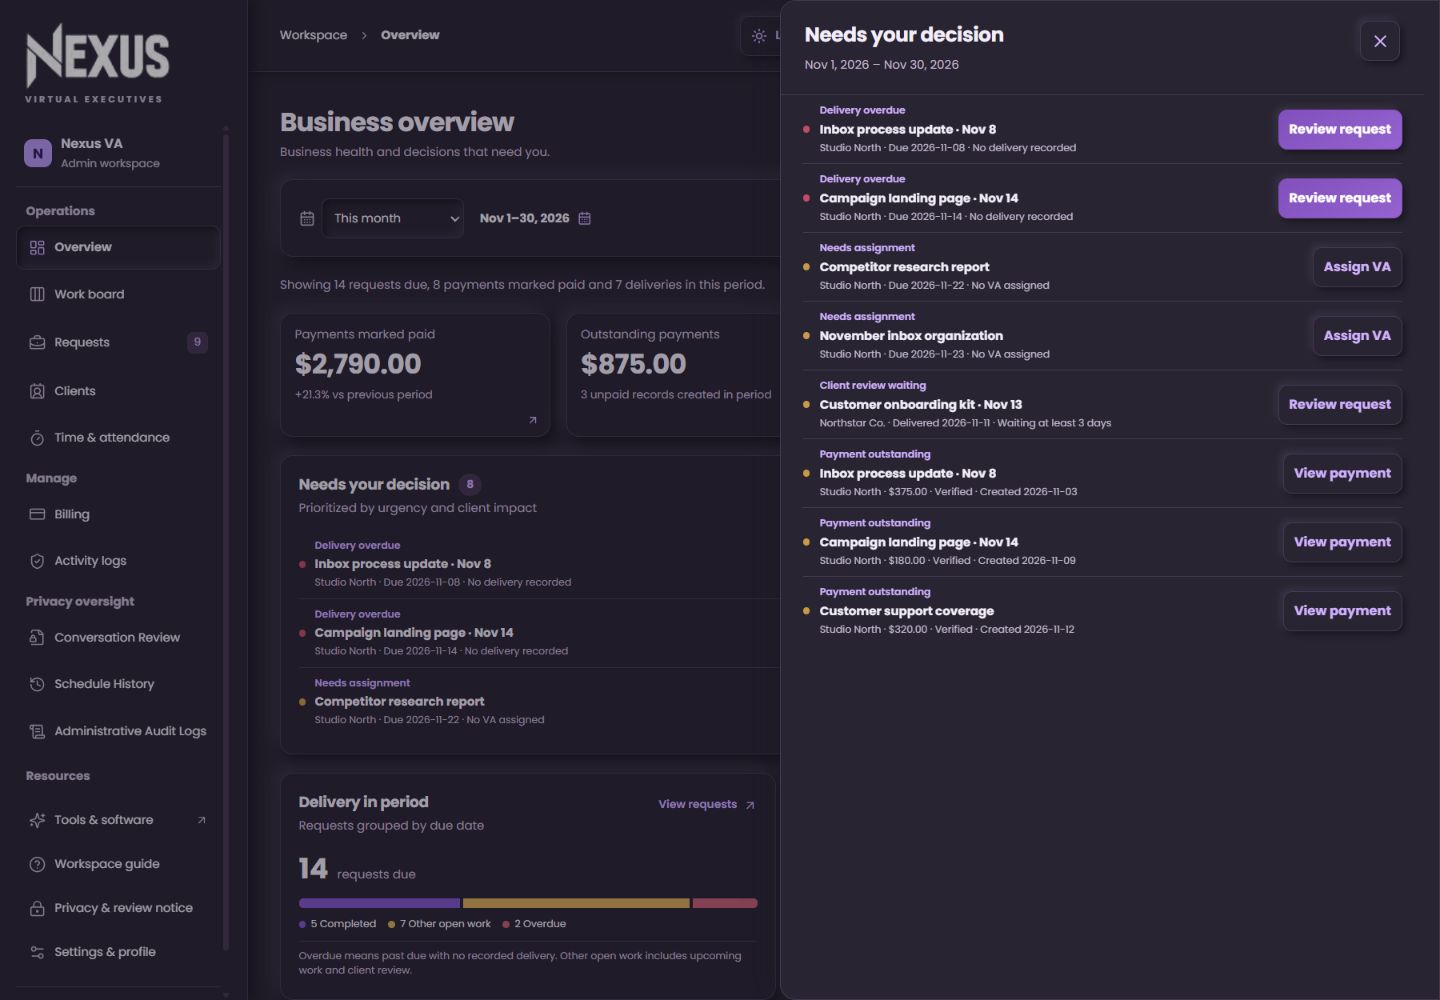 NEXUS
VIRTUAL EXECUTIVES
N
Nexus VA
Admin workspace
Operations
Overview
Work board
Requests
9
Clients
Time & attendance
Manage
Billing
Activity logs
Privacy oversight
Conversation Review
Schedule History
Administrative Audit Logs
Resources
Tools & software
Workspace guide
Privacy & review notice
Settings & profile
Workspace
Overview
Business overview
Business health and decisions that need you.
This month
Nov 1–30, 2026
Showing 14 requests due, 8 payments marked paid and 7 deliveries in this period.
Payments marked paid
$2,790.00
+21.3% vs previous period
Outstanding payments
$875.00
3 unpaid records created in period
Needs your decision
8
Prioritized by urgency and client impact
Delivery overdue
Inbox process update · Nov 8
Studio North · Due 2026-11-08 · No delivery recorded
Delivery overdue
Campaign landing page · Nov 14
Studio North · Due 2026-11-14 · No delivery recorded
Needs assignment
Competitor research report
Studio North · Due 2026-11-22 · No VA assigned
Delivery in period
View requests
Requests grouped by due date
14 requests due
5 Completed
7 Other open work
2 Overdue
Overdue means past due with no recorded delivery. Other open work includes upcoming
work and client review.
Needs your decision
Nov 1, 2026 – Nov 30, 2026
Delivery overdue
Inbox process update · Nov 8
Studio North · Due 2026-11-08 · No delivery recorded
Review request
Delivery overdue
Campaign landing page · Nov 14
Studio North · Due 2026-11-14 · No delivery recorded
Review request
Needs assignment
Competitor research report
Studio North · Due 2026-11-22 · No VA assigned
Assign VA
Needs assignment
November inbox organization
Studio North · Due 2026-11-23 · No VA assigned
Assign VA
Client review waiting
Customer onboarding kit · Nov 13
Northstar Co. · Delivered 2026-11-11 · Waiting at least 3 days
Review request
Payment outstanding
Inbox process update · Nov 8
Studio North · $375.00 · Verified · Created 2026-11-03
View payment
Payment outstanding
Campaign landing page · Nov 14
Studio North · $180.00 · Verified · Created 2026-11-09
View payment
Payment outstanding
Customer support coverage
Studio North · $320.00 · Verified · Created 2026-11-12
View payment